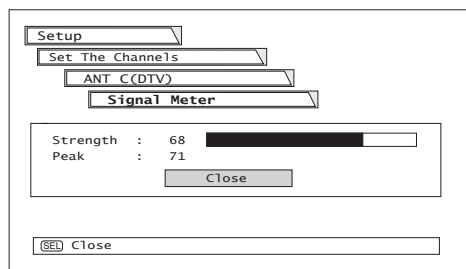 Setup
Set The Channels
ANT C(DTV)
Signal Meter
Strength : 68
Peak : 71
Close
SEL Close